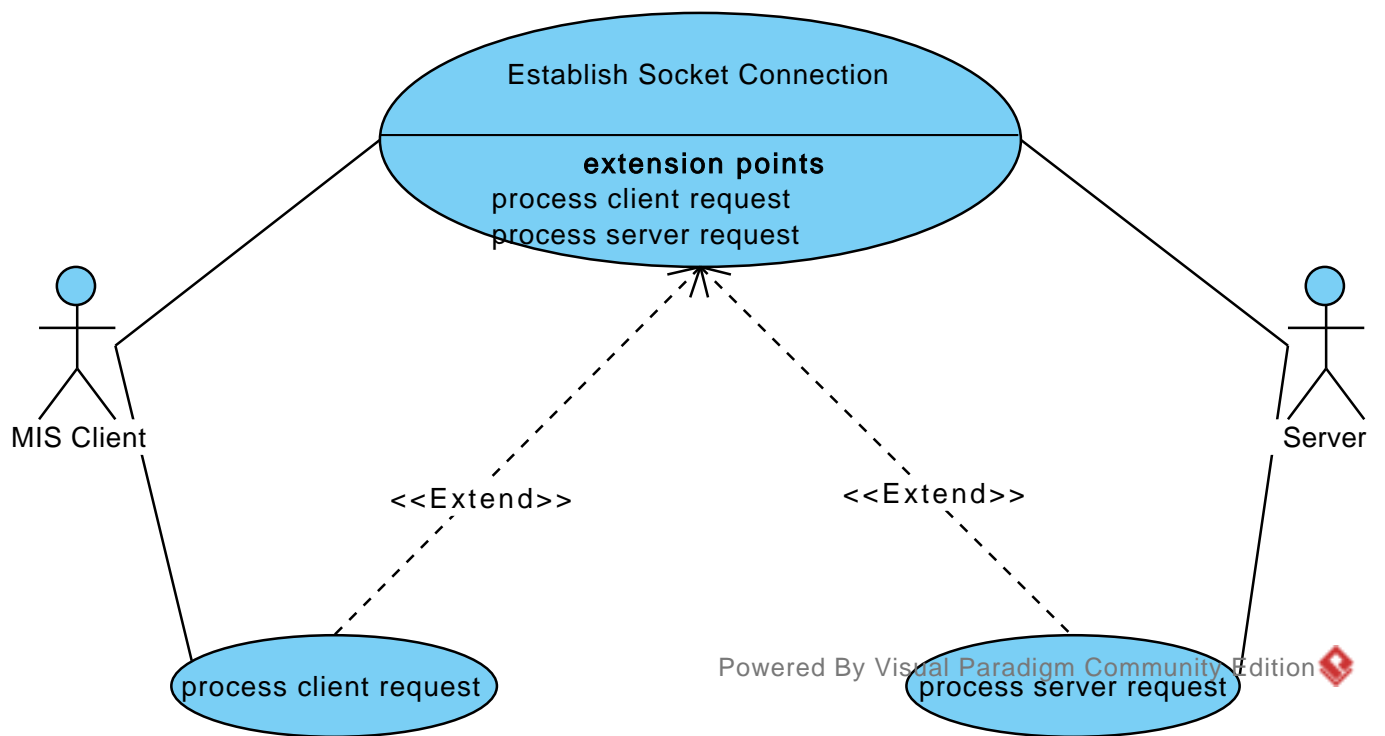 Establish Socket Connection
extension points
process client request
process server request
MIS Client
Server
<<Extend>>
<<Extend>>
Powered By Visual Paradigm Community Edition
process client request
process server request